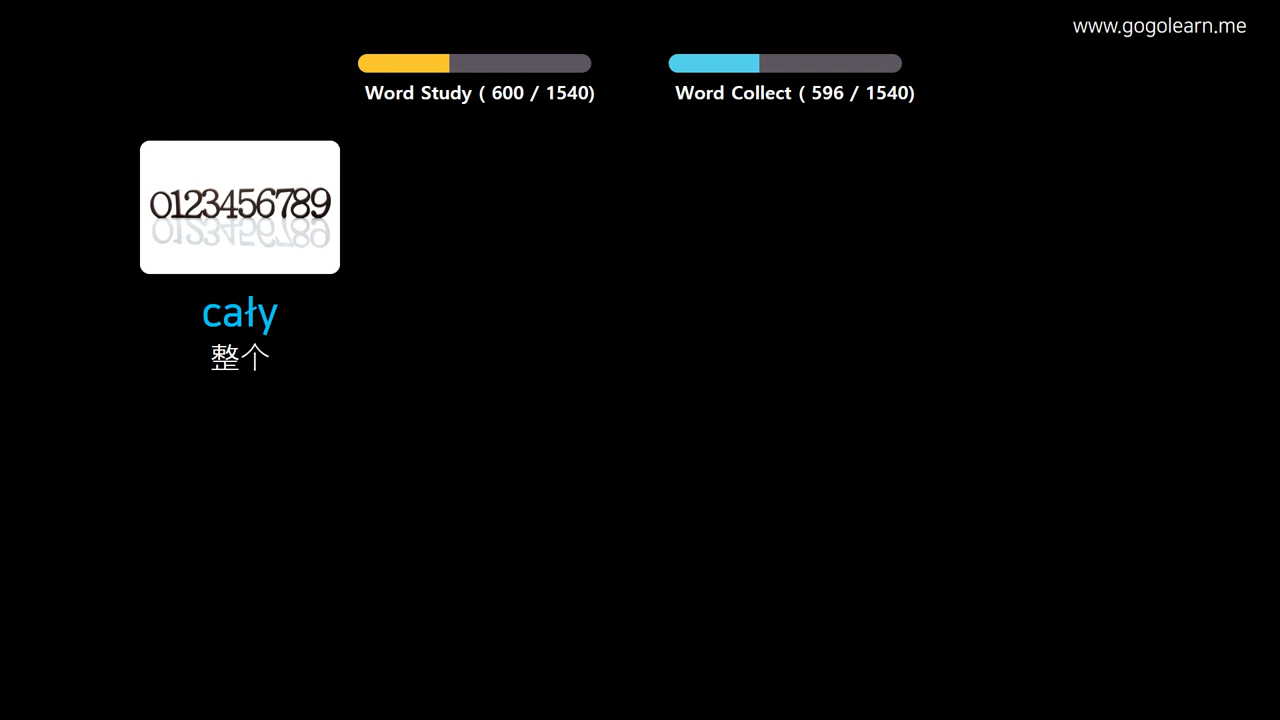 www.gogolearn.me
Word Study ( 600 / 1540)
Word Collect ( 596 / 1540)
0123456789
cały
整个